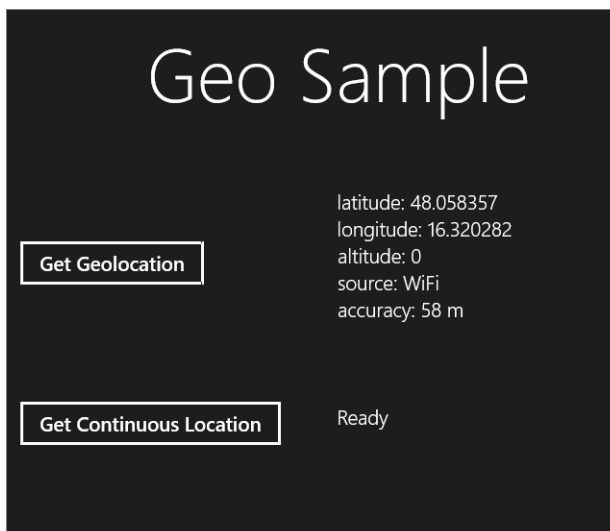 Geo Sample
latitude: 48.058357
longitude: 16.320282
altitude: 0
source: WiFi
accuracy: 58 m
Get Geolocation
Get Continuous Location
Ready